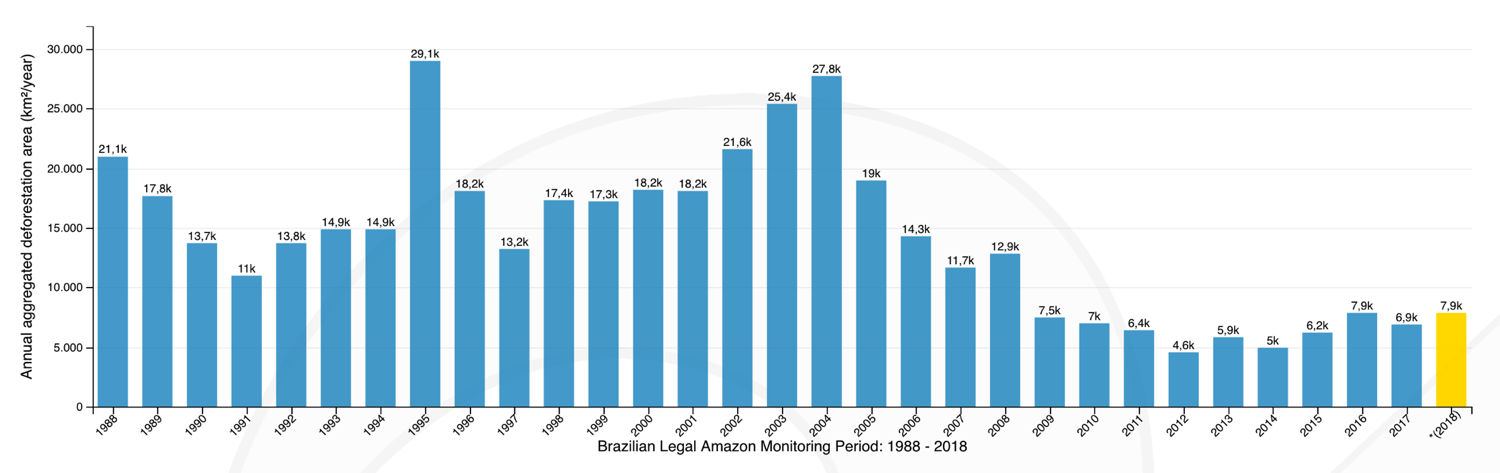 Annual aggregated deforestation area (km²/year)
30.000
25.000
20.000
15.000
10.000
5.000
0
21,1k
17,8k
13,7k
11k
13,8k
14,9k
14,9k
29,1k
18,2k
13,2k
17,4k
17,3k
18,2k
18,2k
21,6k
25,4k
27,8k
19k
14,3k
11,7k
12,9k
7,5k
7k
6,4k
4,6k
5,9k
5k
6,2k
7,9k
6,9k
7,9k
1988
1989
1990
1991
1992
1993
1994
1995
1996
1997
1998
1999
2000
2001
2002
2003
2004
2005
2006
2007
2008
2009
2010
2011
2012
2013
2014
2015
2016
2017
*(2018)
Brazilian Legal Amazon Monitoring Period: 1988 - 2018